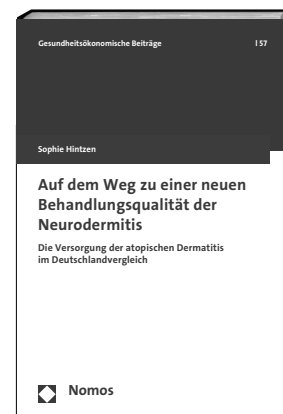 Gesundheitsökonomische Beiträge | 57
Sophie Hintzen
Auf dem Weg zu einer neuen
Behandlungsqualität der
Neurodermitis
Die Versorgung der atopischen Dermatitis
im Deutschlandvergleich
Nomos